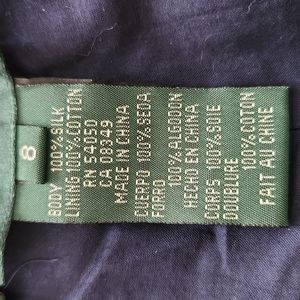 8
BODY 100% SILK
LINING 100% COTTON
RN 54050
CA 08349
MADE IN CHINA
CUERPO 100% SEDA
FORRO
100% ALGODON
HECHO EN CHINA
CORPS 100% SOIE
DOUBLURE
100% COTON
FAIT AU CHINE